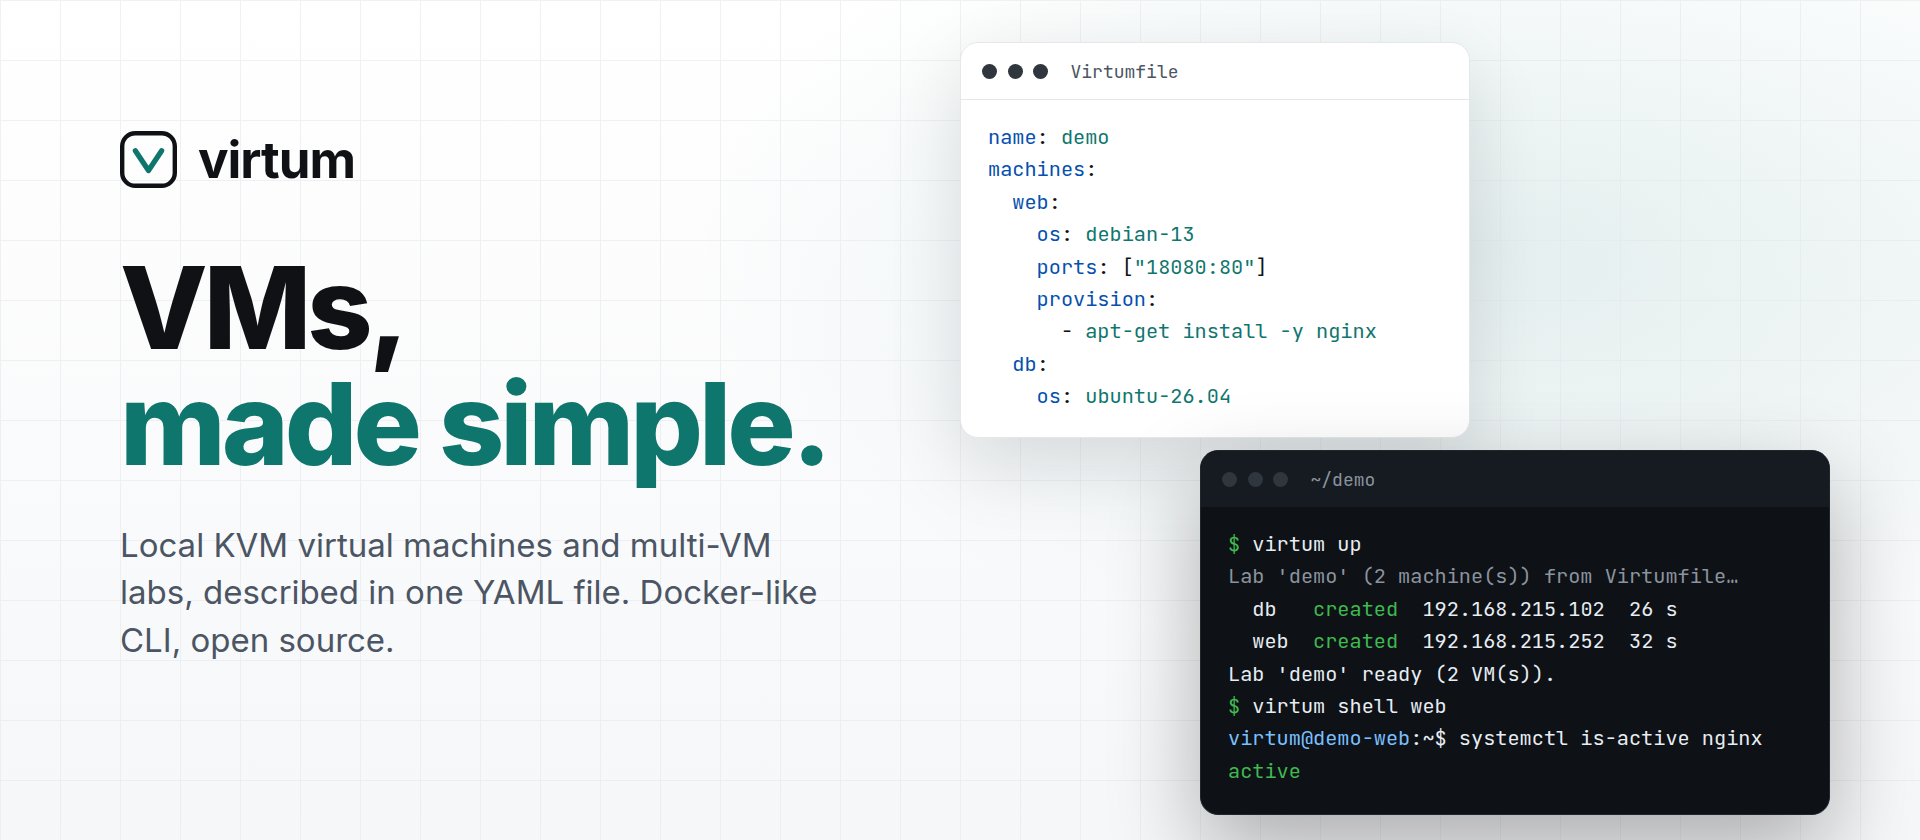 virtum
VMs,
made simple.
Local KVM virtual machines and multi-VM
labs, described in one YAML file. Docker-like
CLI, open source.
Virtumfile
name: demo
machines:
  web:
    os: debian-13
    ports: ["18080:80"]
    provision:
      - apt-get install -y nginx
  db:
    os: ubuntu-26.04
~/demo
$ virtum up
Lab 'demo' (2 machine(s)) from Virtumfile…
  db   created  192.168.215.102  26 s
  web  created  192.168.215.252  32 s
Lab 'demo' ready (2 VM(s)).
$ virtum shell web
virtum@demo-web:~$ systemctl is-active nginx
active